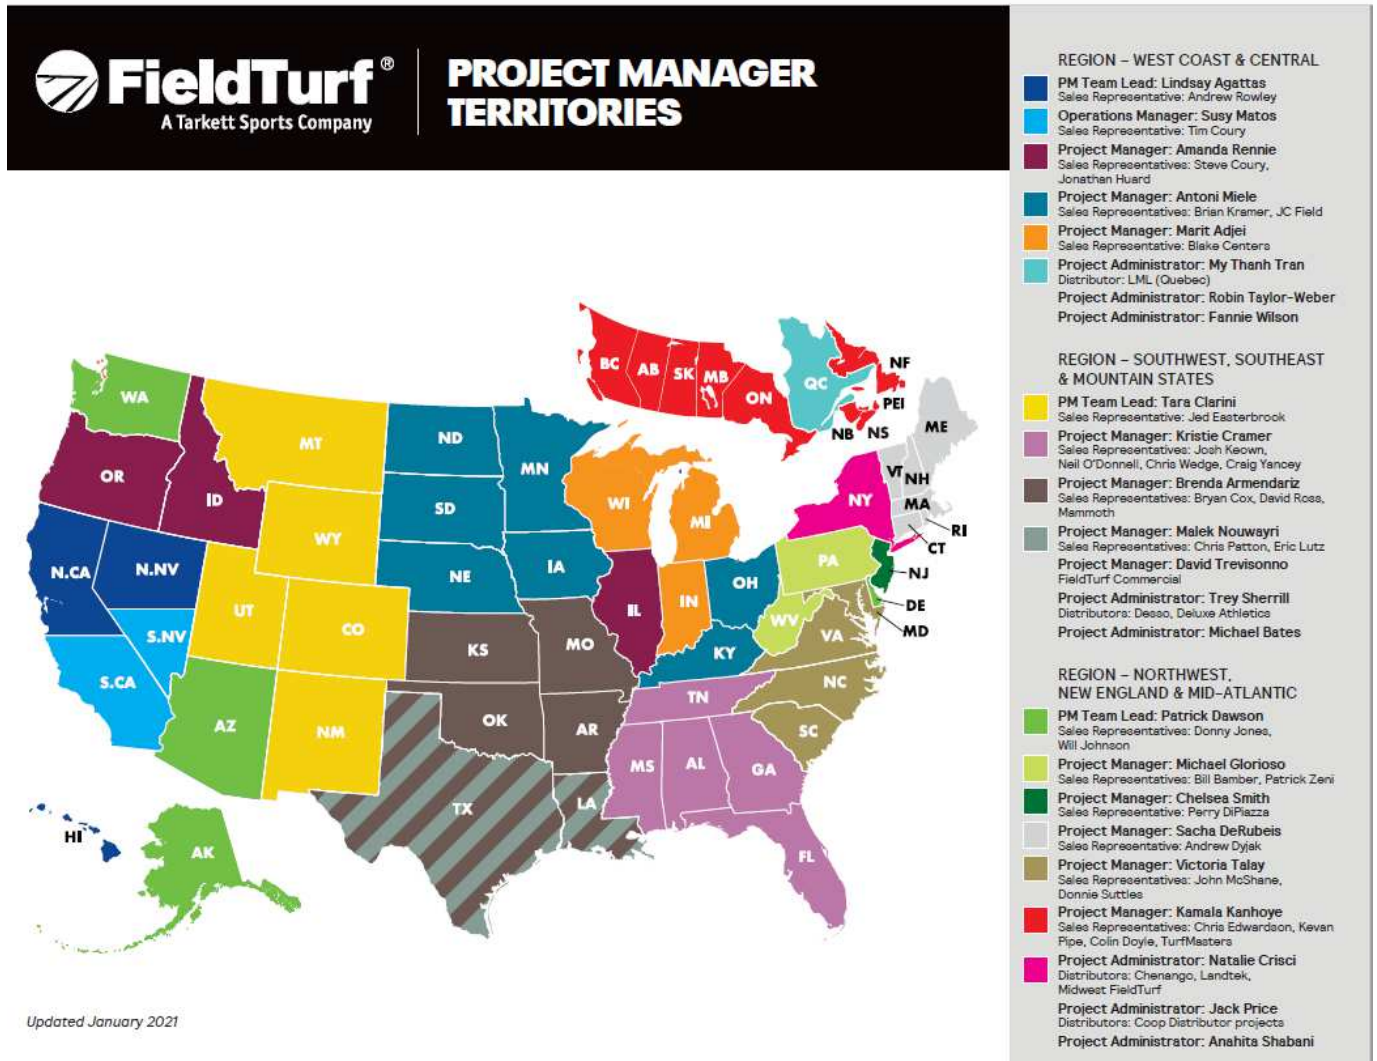 FieldTurf®
A Tarkett Sports Company
PROJECT MANAGER
TERRITORIES
REGION – WEST COAST & CENTRAL
PM Team Lead: Lindsay Agattas
Sales Representative: Andrew Rowley
Operations Manager: Susy Matos
Sales Representative: Tim Coury
Project Manager: Amanda Rennie
Sales Representatives: Steve Coury,
Jonathan Huard
Project Manager: Antoni Miele
Sales Representatives: Brian Kramer, JC Field
Project Manager: Marit Adjei
Sales Representative: Blake Centers
Project Administrator: My Thanh Tran
Distributor: LML (Quebec)
Project Administrator: Robin Taylor-Weber
Project Administrator: Fannie Wilson
REGION – SOUTHWEST, SOUTHEAST
& MOUNTAIN STATES
PM Team Lead: Tara Clarini
Sales Representative: Jed Easterbrook
Project Manager: Kristie Cramer
Sales Representatives: Josh Keown,
Neil O'Donnell, Chris Wedge, Craig Yancey
Project Manager: Brenda Armendariz
Sales Representatives: Bryan Cox, David Ross,
Mammoth
Project Manager: Malek Nouwayri
Sales Representatives: Chris Patton, Eric Lutz
Project Manager: David Trevisonno
FieldTurf Commercial
Project Administrator: Trey Sherrill
Distributors: Desso, Deluxe Athletics
Project Administrator: Michael Bates
REGION – NORTHWEST,
NEW ENGLAND & MID-ATLANTIC
PM Team Lead: Patrick Dawson
Sales Representatives: Donny Jones,
Will Johnson
Project Manager: Michael Glorioso
Sales Representatives: Bill Bamber, Patrick Zeni
Project Manager: Chelsea Smith
Sales Representative: Perry DiPiazza
Project Manager: Sacha DeRubeis
Sales Representative: Andrew Dyjak
Project Manager: Victoria Talay
Sales Representatives: John McShane,
Donnie Suttles
Project Manager: Kamala Kanhoye
Sales Representatives: Chris Edwardson, Kevan
Pipe, Colin Doyle, TurfMasters
Project Administrator: Natalie Crisci
Distributors: Chenango, Landtek,
Midwest FieldTurf
Project Administrator: Jack Price
Distributors: Coop Distributor projects
Project Administrator: Anahita Shabani
BC
AB
SK
MB
ON
QC
NF
PEI
NB
NS
WA
MT
ND
MN
ME
VT
NH
OR
ID
SD
WI
MI
NY
MA
RI
CT
WY
N.CA
N.NV
NE
IA
OH
PA
NJ
DE
MD
S.NV
UT
CO
IL
IN
WV
VA
KS
MO
KY
S.CA
NC
TN
AZ
NM
OK
AR
SC
MS
AL
GA
TX
LA
FL
HI
AK
Updated January 2021